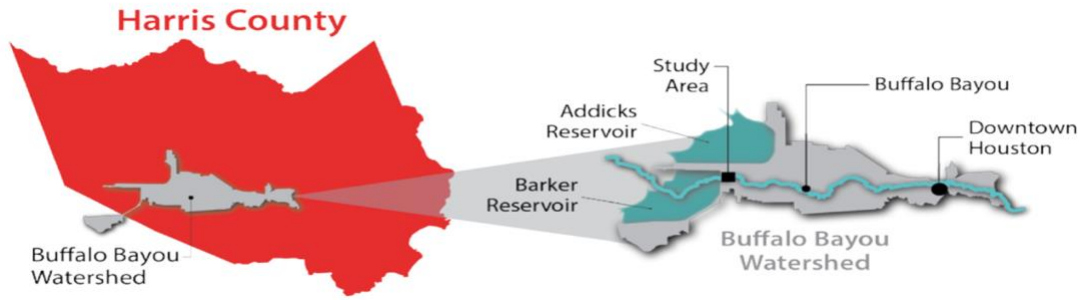 Harris County
Buffalo Bayou
Watershed
Study
Area
Addicks
Reservoir
Barker
Reservoir
Buffalo Bayou
Downtown
Houston
Buffalo Bayou
Watershed